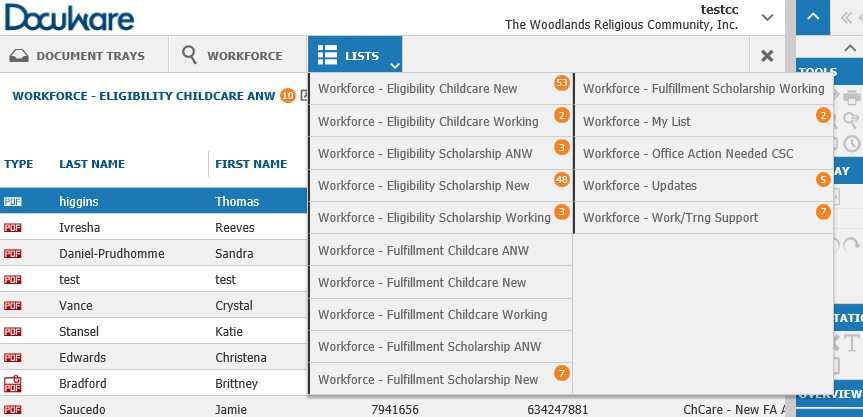 DocuWare
testcc
The Woodlands Religious Community, Inc.
DOCUMENT TRAYS
WORKFORCE
LISTS
TOOLS
WORKFORCE - ELIGIBILITY CHILDCARE ANW 10
Workforce - Eligibility Childcare New 53
Workforce - Eligibility Childcare Working 2
Workforce - Eligibility Scholarship ANW 3
Workforce - Eligibility Scholarship New 48
Workforce - Eligibility Scholarship Working 3
Workforce - Fulfillment Childcare ANW
Workforce - Fulfillment Childcare New
Workforce - Fulfillment Childcare Working
Workforce - Fulfillment Scholarship ANW
Workforce - Fulfillment Scholarship New 7
Workforce - Fulfillment Scholarship Working
Workforce - My List 2
Workforce - Office Action Needed CSC
Workforce - Updates 5
Workforce - Work/Trng Support 7
TYPE LAST NAME FIRST NAME
PDF higgins Thomas
PDF Ivresha Reeves
PDF Daniel-Prudhomme Sandra
PDF test test
PDF Vance Crystal
PDF Stansel Katie
PDF Edwards Christena
PDF Bradford Brittney
PDF Saucedo Jamie 7941656 634247881 ChCare - New FA A
AY
TATI
T
OVERVIEW